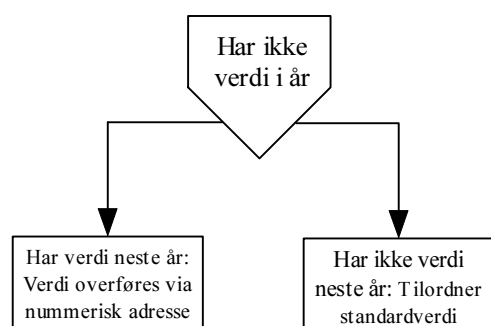 Har ikke
verdi i år
Har verdi neste år:
Verdi overføres via
nummerisk adresse
Har ikke verdi
neste år: Tilordner
standardverdi